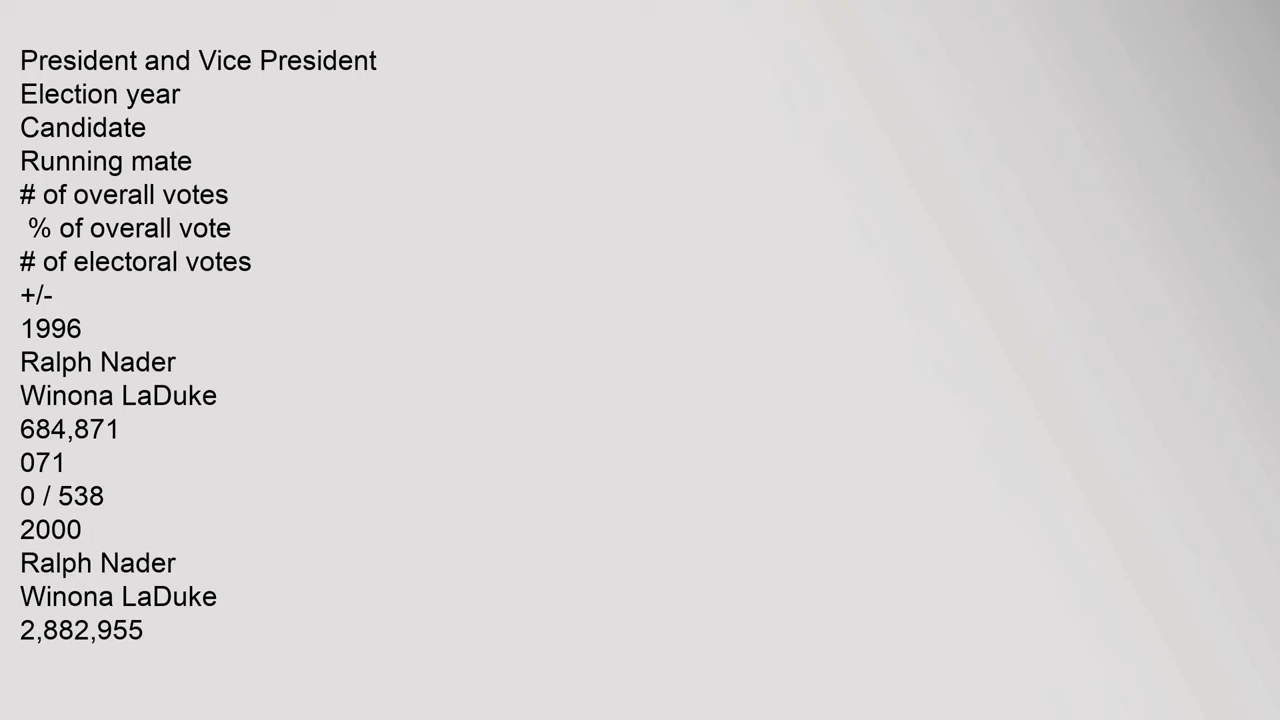 President and Vice President
Election year
Candidate
Running mate
# of overall votes
% of overall vote
# of electoral votes
+/-
1996
Ralph Nader
Winona LaDuke
684,871
071
0 / 538
2000
Ralph Nader
Winona LaDuke
2,882,955